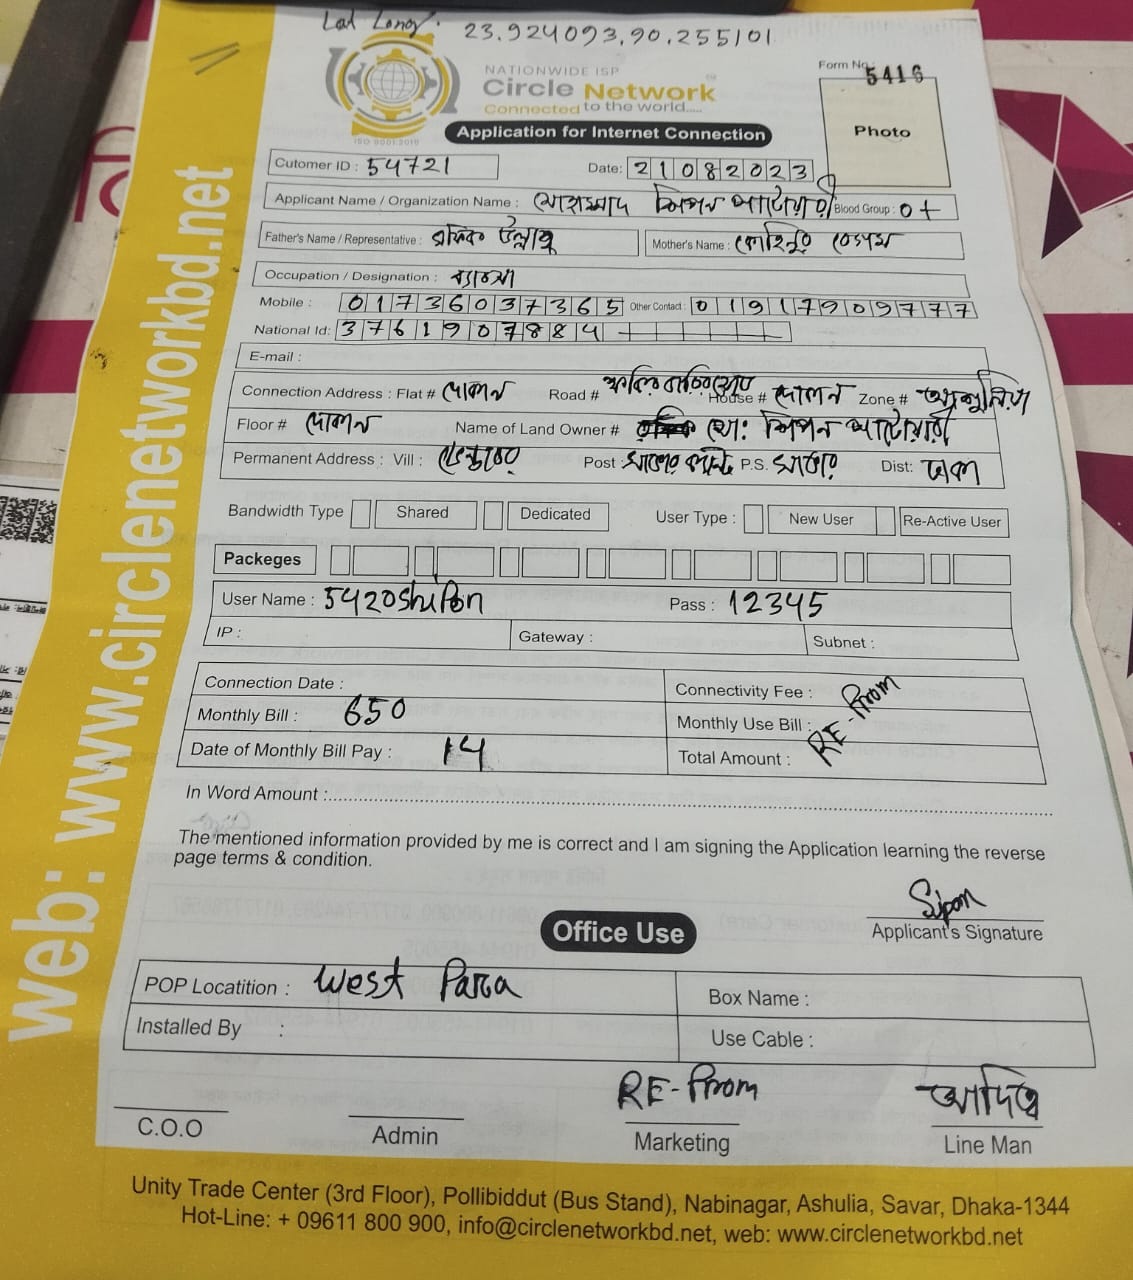 Lat Long. 23.924093,90.255101
NATIONWIDE ISP
Form No.: 5416
Circle Network
Connected to the world.....
ISO 9001:2015
Application for Internet Connection
Photo
Cutomer ID : 54721 Date: 21082023
Applicant Name / Organization Name : মোহাম্মদ শিপন পাটোয়ারী Blood Group : O+
Father's Name / Representative : রফিক উল্লাহ Mother's Name : কোহিনুর বেগম
Occupation / Designation : ব্যাবসা
Mobile : 01736037365 Other Contact : 01917909777
National Id: 3761907884
E-mail :
Connection Address : Flat # Road # House # Zone #
Floor # Name of Land Owner # মো: শিপন পাটোয়ারী
Permanent Address : Vill : Post : P.S. সাভার Dist: ঢাকা
Bandwidth Type Shared Dedicated User Type : New User Re-Active User
Packeges
User Name : 5420Shipon Pass : 12345
IP : Gateway : Subnet :
Connection Date : Connectivity Fee :
Monthly Bill : 650 Monthly Use Bill : RE-Prom
Date of Monthly Bill Pay : 14 Total Amount :
In Word Amount :
The mentioned information provided by me is correct and I am signing the Application learning the reverse
page terms & condition.
Sipon
Applicant's Signature
Office Use
POP Locatition : West Para Box Name :
Installed By : Use Cable :
RE-Prom
C.O.O Admin Marketing Line Man
Unity Trade Center (3rd Floor), Pollibiddut (Bus Stand), Nabinagar, Ashulia, Savar, Dhaka-1344
Hot-Line: + 09611 800 900, info@circlenetworkbd.net, web: www.circlenetworkbd.net
web: www.circlenetworkbd.net